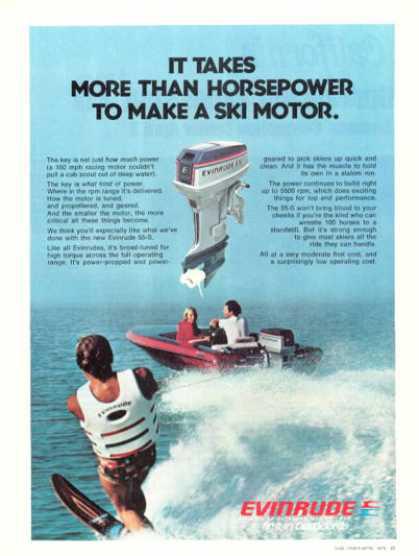 IT TAKES
MORE THAN HORSEPOWER
TO MAKE A SKI MOTOR.
The key is not just how much power
(a 150 mph racing motor couldn't
pull a cub scout out of deep water).
The key is what kind of power.
Where in the rpm range it's delivered.
How the motor is tuned,
and propellered, and geared.
And the smaller the motor, the more
critical all these things become.
We think you'll especially like what we've
done with the new Evinrude
Like all Evinrudes, it's broad-tuned for
high torque across the full operating
range. It's power-propped and power-
geared to pick skiers up quick and
clean. And it has the muscle to hold
its own in a slalom run.
The power continues to build right
up to 5500 rpm, which does exciting
things for top end performance.
The won't bring blood to your
cheeks if you're the kind who can
wrestle 100 horses to a
standstill. But it's strong enough
to give most skiers all the
ride they can handle.
All at a very moderate first cost, and
a surprisingly low operating cost.
EVINRUDE
E
EVINRUDE
EVINRUDE
first in outboards